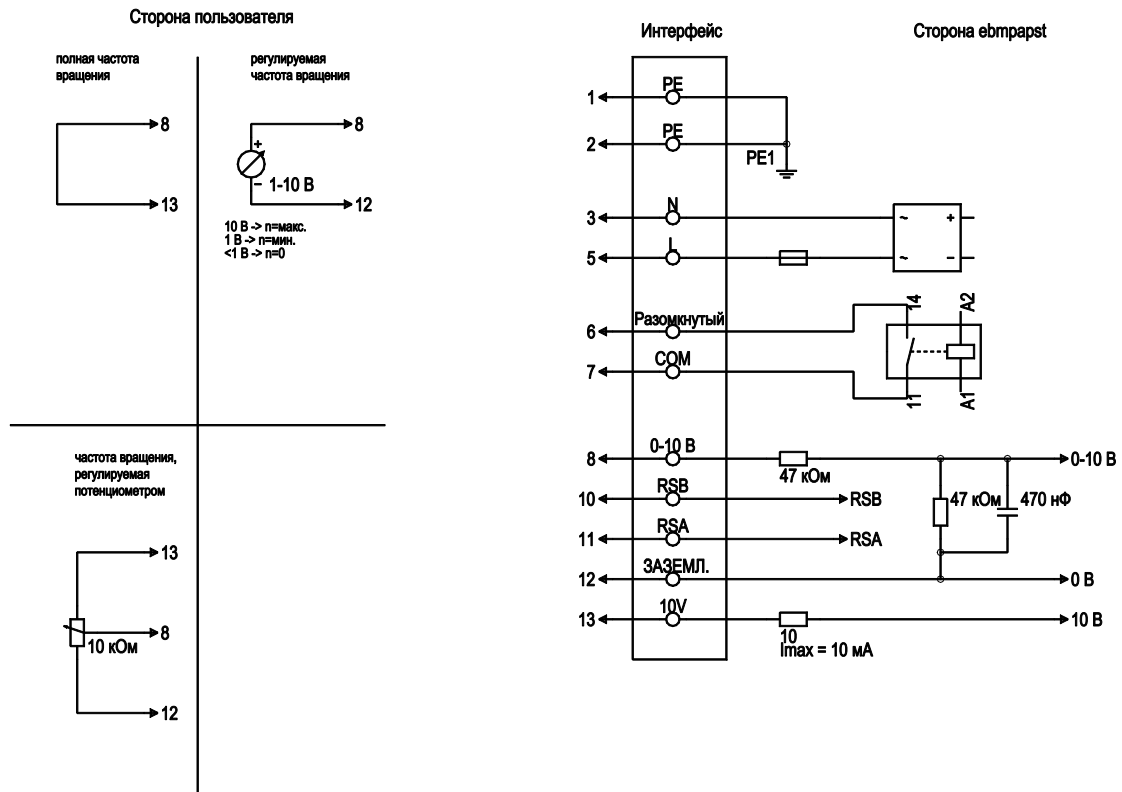 Сторона пользователя
полная частота
вращения
8
13
регулируемая
частота вращения
8
+
–
1-10 В
12
10 В -> n=макс.
1 В -> n=мин.
<1 В -> n=0
частота вращения,
регулируемая
потенциометром
13
8
10 кОм
12
Интерфейс
Сторона ebmpapst
1
PE
2
PE
PE1
3
N
~
+
5
L
~
–
6
Разомкнутый
14
A2
7
COM
11
A1
8
0-10 В
47 кОм
0-10 В
10
RSB
RSB
47 кОм
470 нФ
11
RSA
RSA
12
ЗАЗЕМЛ.
0 В
13
10V
10
Imax = 10 мА
10 В